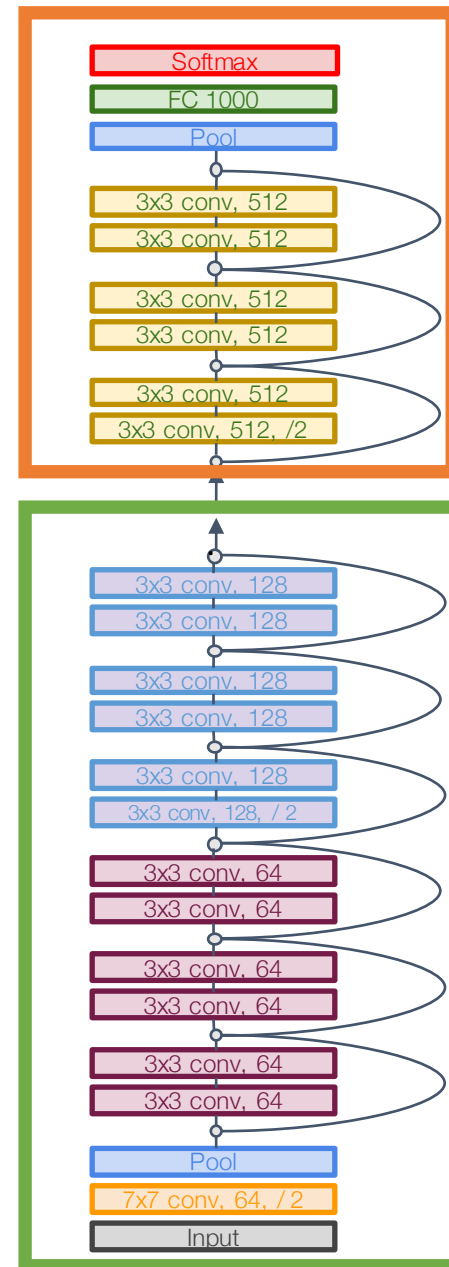 Softmax
FC 1000
Pool
3x3 conv, 512
3x3 conv, 512
3x3 conv, 512
3x3 conv, 512
3x3 conv, 512
3x3 conv, 512, /2
3x3 conv, 128
3x3 conv, 128
3x3 conv, 128
3x3 conv, 128
3x3 conv, 128
3x3 conv, 128, / 2
3x3 conv, 64
3x3 conv, 64
3x3 conv, 64
3x3 conv, 64
3x3 conv, 64
3x3 conv, 64
Pool
7x7 conv, 64, / 2
Input